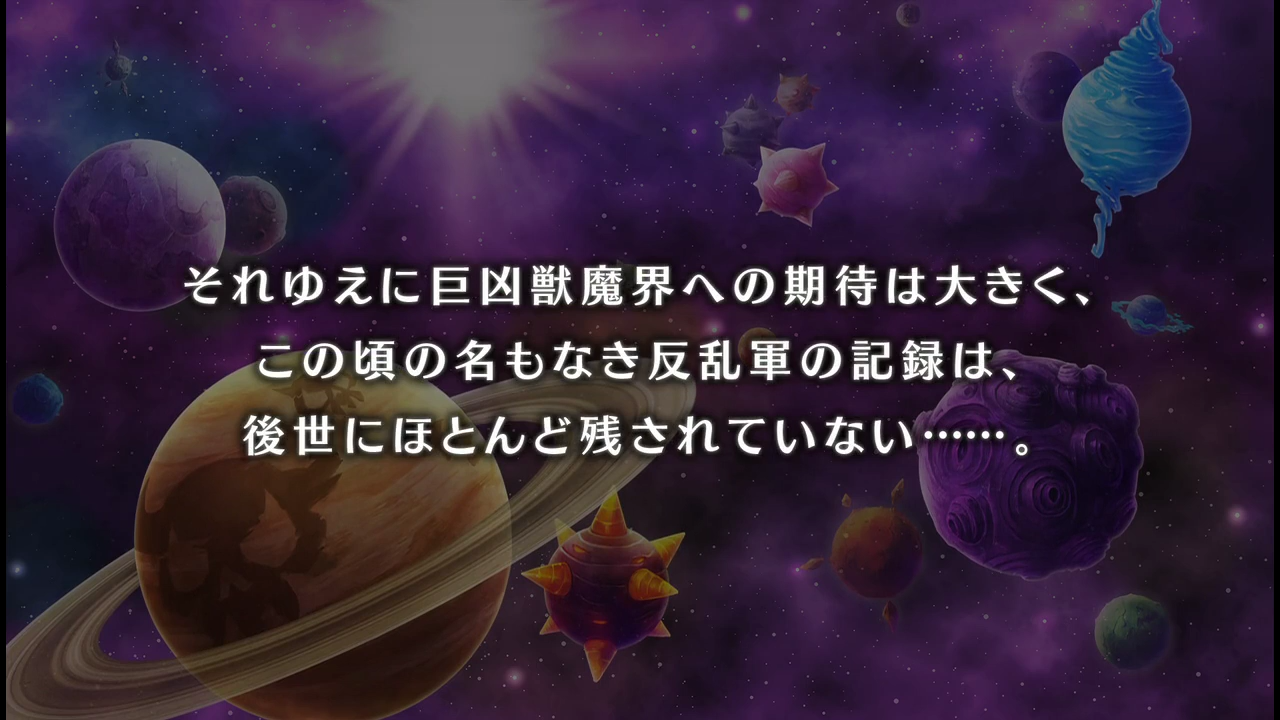 それゆえに巨凶獣魔界への期待は大きく、
この頃の名もなき反乱軍の記録は、
後世にほとんど残されていない……。